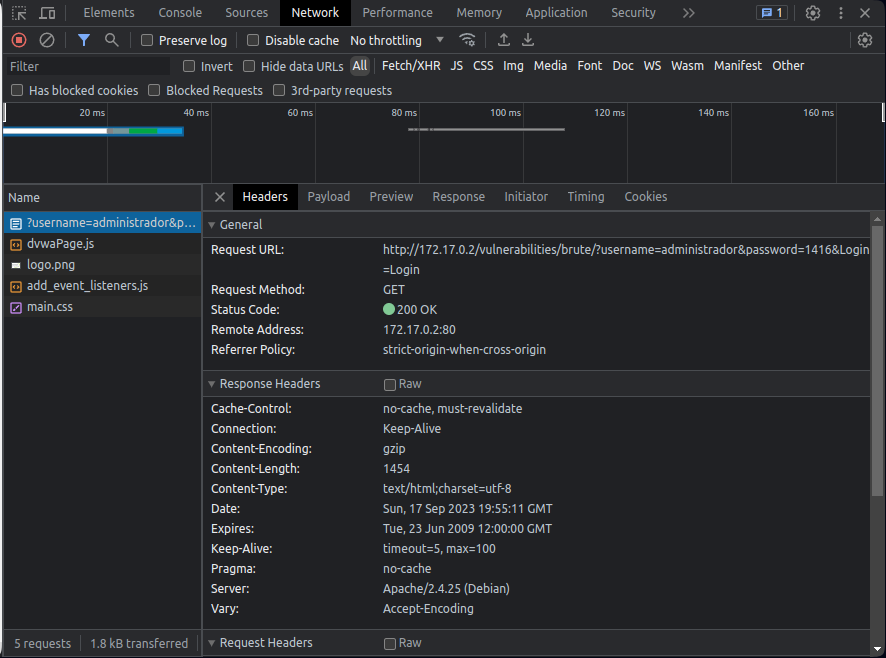 Elements Console Sources Network Performance Memory Application Security 1
Preserve log Disable cache No throttling
Filter Invert Hide data URLs All Fetch/XHR JS CSS Img Media Font Doc WS Wasm Manifest Other
Has blocked cookies Blocked Requests 3rd-party requests
20 ms 40 ms 60 ms 80 ms 100 ms 120 ms 140 ms 160 ms
Name
?username=administrador&p...
dvwaPage.js
logo.png
add_event_listeners.js
main.css
5 requests 1.8 kB transferred
Headers Payload Preview Response Initiator Timing Cookies
General
Request URL: http://172.17.0.2/vulnerabilities/brute/?username=administrador&password=1416&Login
=Login
Request Method: GET
Status Code: 200 OK
Remote Address: 172.17.0.2:80
Referrer Policy: strict-origin-when-cross-origin
Response Headers Raw
Cache-Control: no-cache, must-revalidate
Connection: Keep-Alive
Content-Encoding: gzip
Content-Length: 1454
Content-Type: text/html;charset=utf-8
Date: Sun, 17 Sep 2023 19:55:11 GMT
Expires: Tue, 23 Jun 2009 12:00:00 GMT
Keep-Alive: timeout=5, max=100
Pragma: no-cache
Server: Apache/2.4.25 (Debian)
Vary: Accept-Encoding
Request Headers Raw